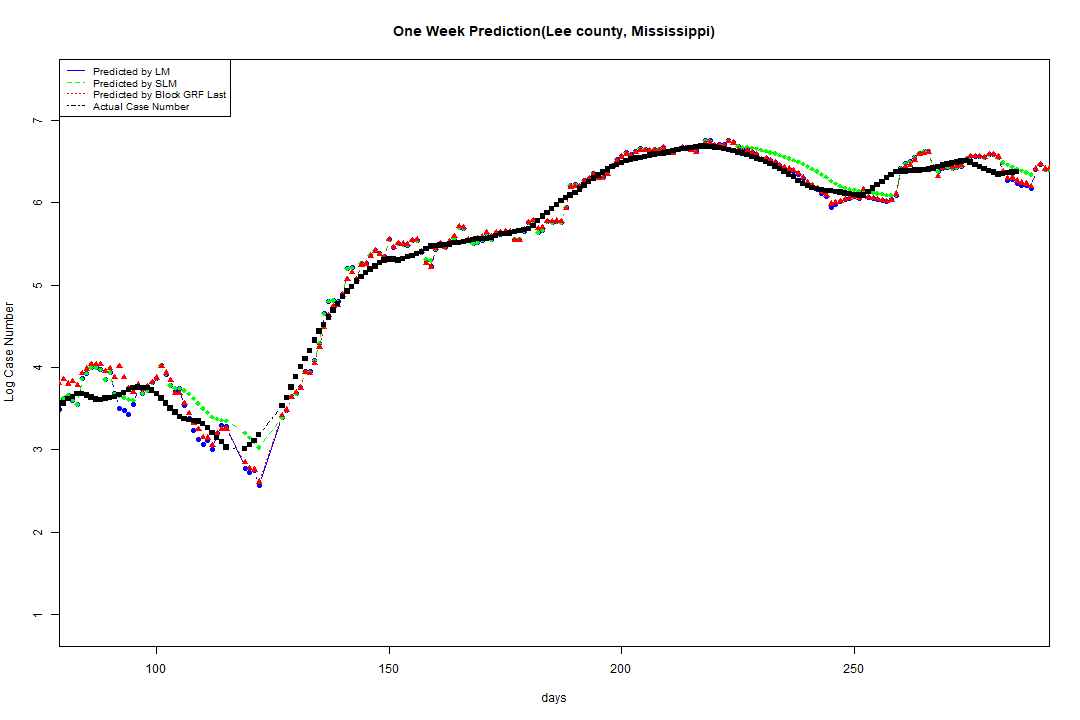 One Week Prediction(Lee county, Mississippi)
Predicted by LM
Predicted by SLM
Predicted by Block GRF Last
Actual Case Number
7
6
5
4
3
2
1
Log Case Number
100 150 200 250
days